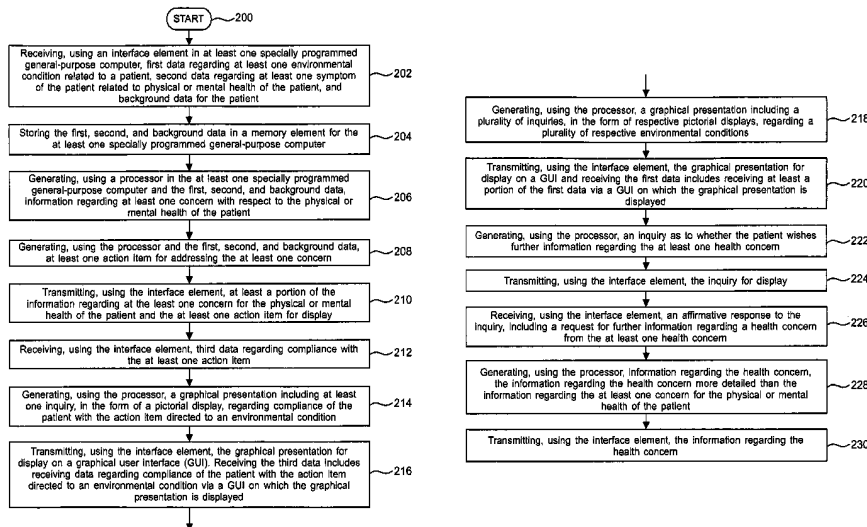 START
200
Receiving, using an interface element in at least one specially programmed
general-purpose computer, first data regarding at least one environmental
condition related to a patient, second data regarding at least one symptom
of the patient related to physical or mental health of the patient, and
background data for the patient
202
Storing the first, second, and background data in a memory element for the
at least one specially programmed general-purpose computer
204
Generating, using a processor in the at least one specially programmed
general-purpose computer and the first, second, and background data,
information regarding at least one concern with respect to the physical or
mental health of the patient
206
Generating, using the processor and the first, second, and background data,
at least one action item for addressing the at least one concern
208
Transmitting, using the interface element, at least a portion of the
information regarding at the least one concern for the physical or mental
health of the patient and the at least one action item for display
210
Receiving, using the interface element, third data regarding compliance with
the at least one action item
212
Generating, using the processor, a graphical presentation including at least
one inquiry, in the form of a pictorial display, regarding compliance of the
patient with the action item directed to an environmental condition
214
Transmitting, using the interface element, the graphical presentation for
display on a graphical user interface (GUI). Receiving the third data includes
receiving data regarding compliance of the patient with the action item
directed to an environmental condition via a GUI on which the graphical
presentation is displayed
216
Generating, using the processor, a graphical presentation including a
plurality of inquiries, in the form of respective pictorial displays, regarding
a plurality of respective environmental conditions
218
Transmitting, using the interface element, the graphical presentation for
display on a GUI and receiving the first data includes receiving at least a
portion of the first data via a GUI on which the graphical presentation is
displayed
220
Generating, using the processor, an inquiry as to whether the patient wishes
further information regarding the at least one health concern
222
Transmitting, using the interface element, the inquiry for display
224
Receiving, using the interface element, an affirmative response to the
inquiry, including a request for further information regarding a health concern
from the at least one health concern
226
Generating, using the processor, information regarding the health concern,
the information regarding the health concern more detailed than the
information regarding the at least one concern for the physical or mental
health of the patient
228
Transmitting, using the interface element, the information regarding the
health concern
230